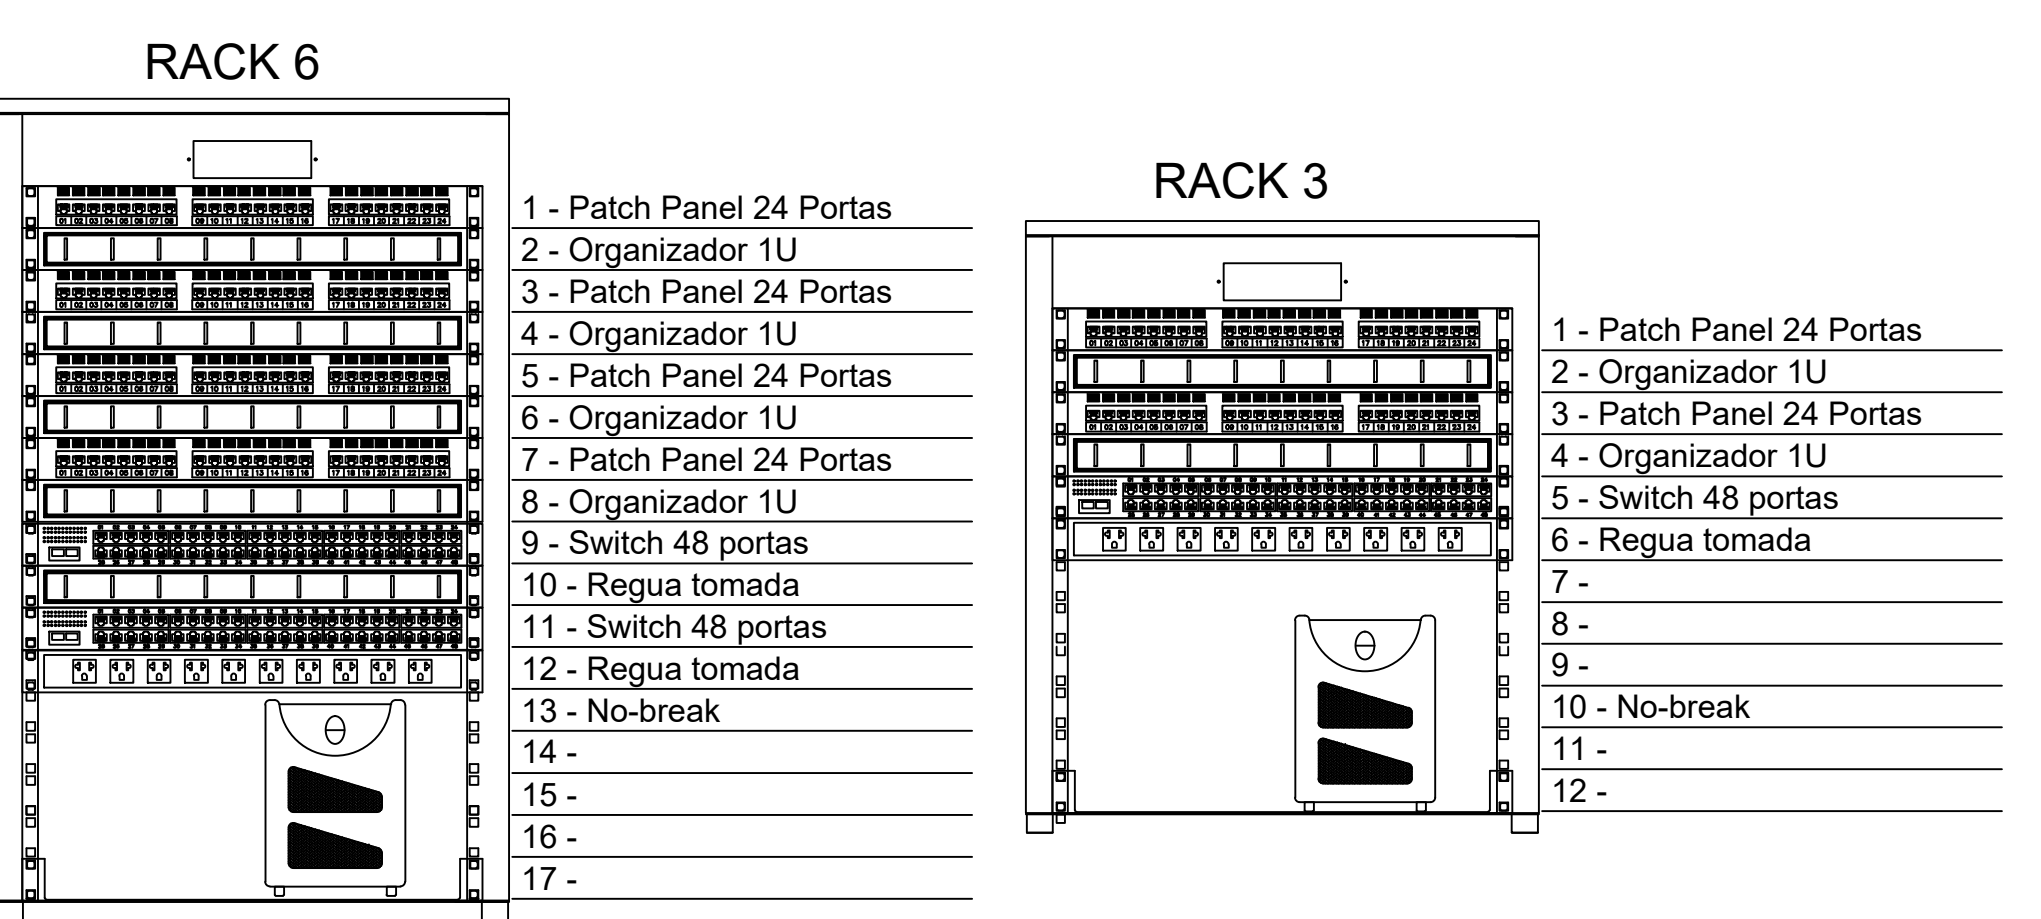 RACK 6
1 - Patch Panel 24 Portas
2 - Organizador 1U
3 - Patch Panel 24 Portas
4 - Organizador 1U
5 - Patch Panel 24 Portas
6 - Organizador 1U
7 - Patch Panel 24 Portas
8 - Organizador 1U
9 - Switch 48 portas
10 - Regua tomada
11 - Switch 48 portas
12 - Regua tomada
13 - No-break
14 -
15 -
16 -
17 -
RACK 3
1 - Patch Panel 24 Portas
2 - Organizador 1U
3 - Patch Panel 24 Portas
4 - Organizador 1U
5 - Switch 48 portas
6 - Regua tomada
7 -
8 -
9 -
10 - No-break
11 -
12 -